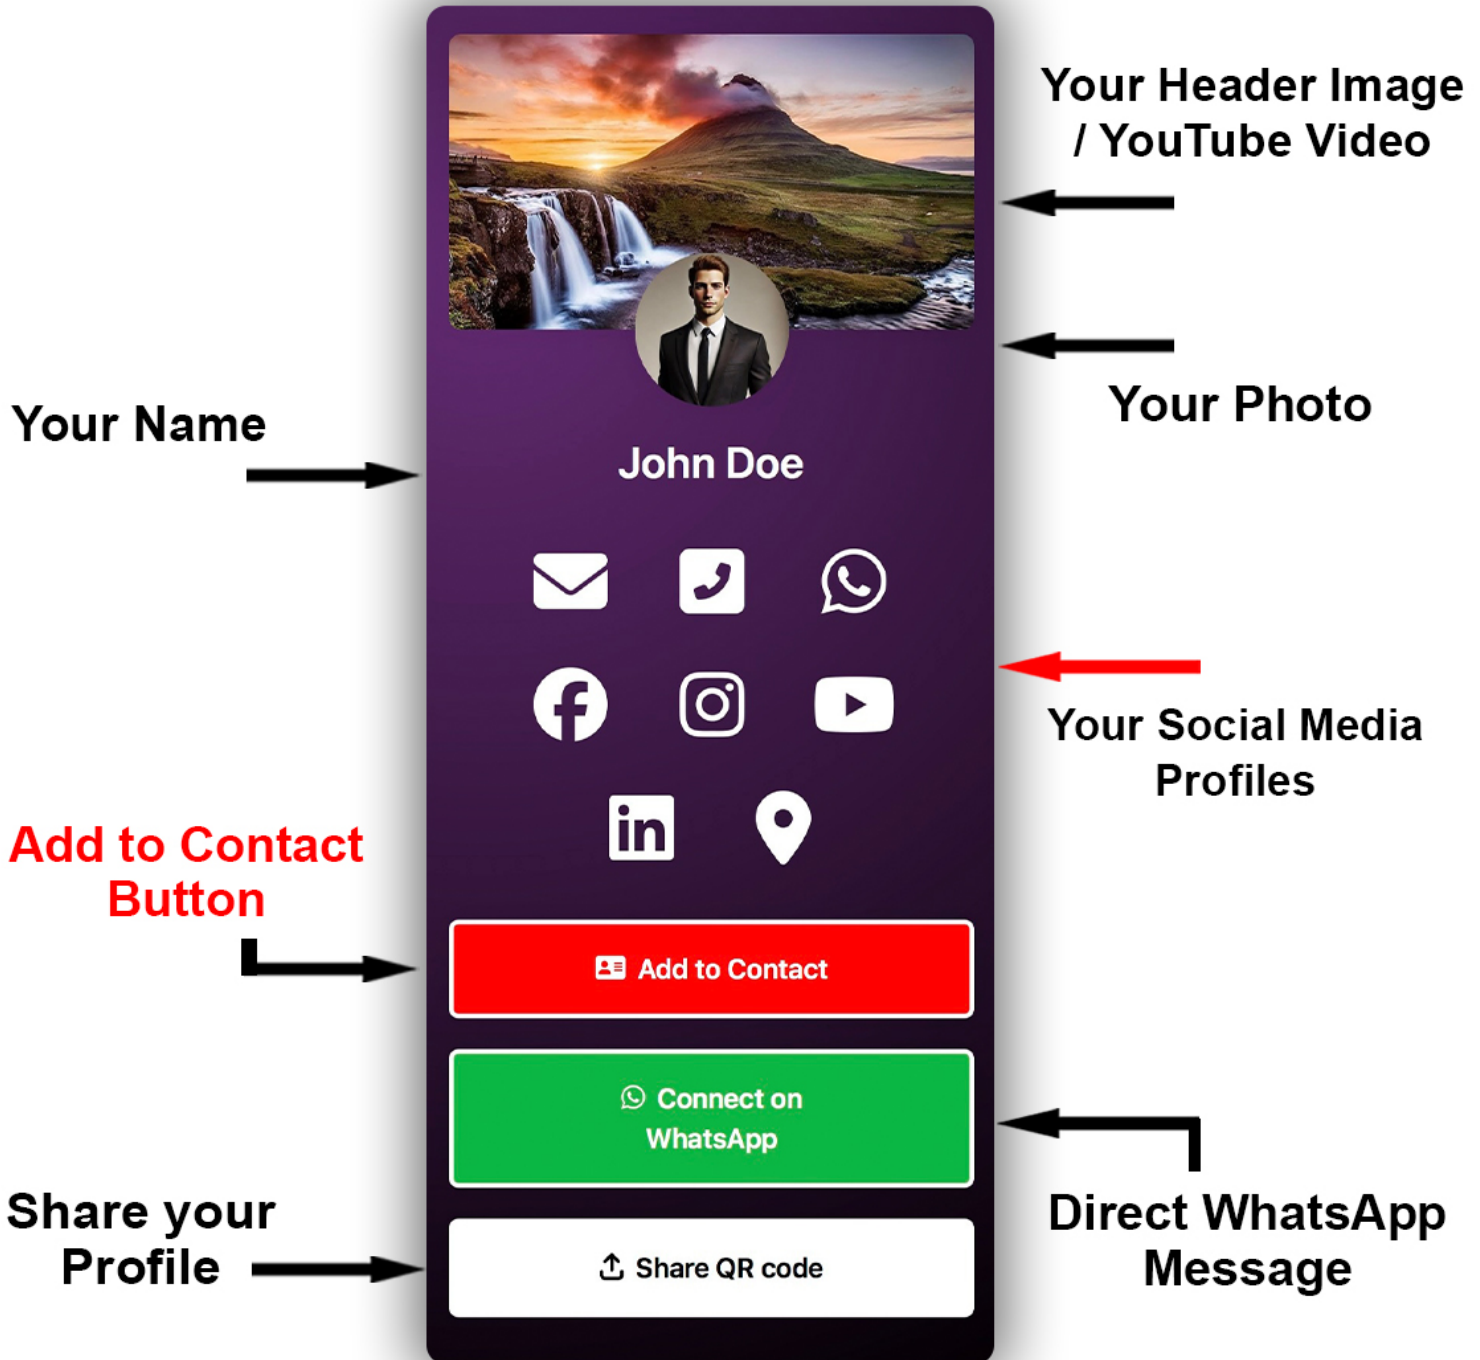 Your Header Image
/ YouTube Video
Your Photo
Your Name
John Doe
in
Your Social Media
Profiles
Add to Contact
Button
Add to Contact
Connect on
WhatsApp
Direct WhatsApp
Message
Share your
Profile
Share QR code